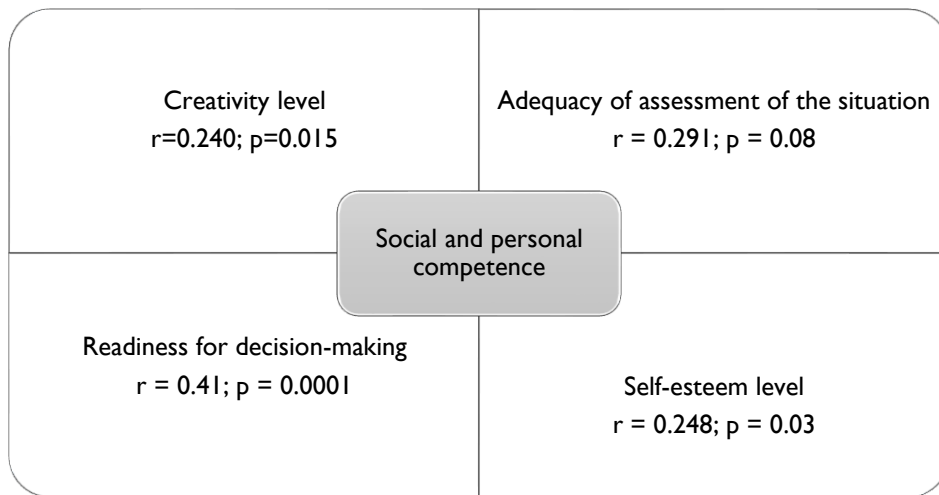 Creativity level
r=0.240; p=0.015
Adequacy of assessment of the situation
r = 0.291; p = 0.08
Social and personal
competence
Readiness for decision-making
r = 0.41; p = 0.0001
Self-esteem level
r = 0.248; p = 0.03